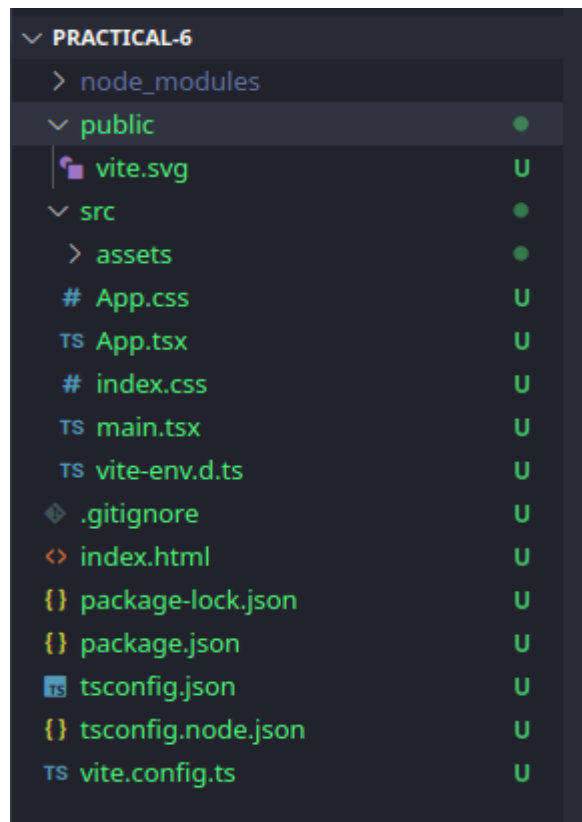 PRACTICAL-6
node_modules
public
vite.svg U
src
assets
# App.css U
TS App.tsx U
# index.css U
TS main.tsx U
TS vite-env.d.ts U
.gitignore U
<> index.html U
{} package-lock.json U
{} package.json U
TS tsconfig.json U
{} tsconfig.node.json U
TS vite.config.ts U